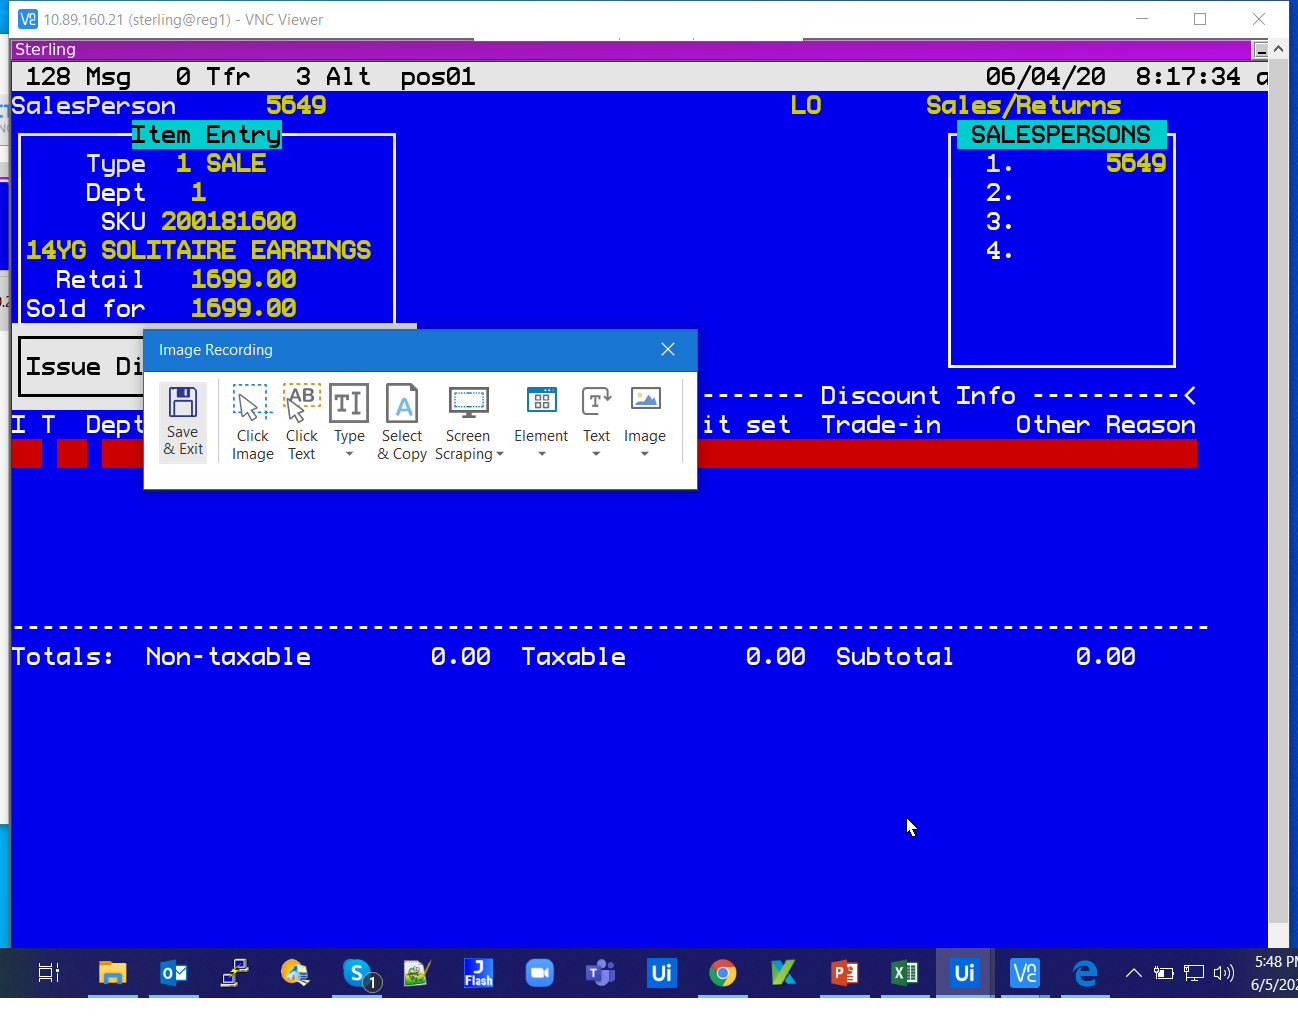 10.89.160.21 (sterling@reg1) - VNC Viewer
Sterling
128 Msg 0 Tfr 3 Alt pos01 06/04/20 8:17:34 a
SalesPerson 5649 LO Sales/Returns
Item Entry SALESPERSONS
Type 1 SALE 1. 5649
Dept 1 2.
SKU 200181600 3.
14YG SOLITAIRE EARRINGS 4.
Retail 1699.00
Sold for 1699.00
Image Recording
Issue Di
Save & Exit
Click Image
Click Text
Type
Select & Copy
Screen Scraping
Element
Text
Image
---------- Discount Info ----------<
I T Dept it set Trade-in Other Reason
Totals: Non-taxable 0.00 Taxable 0.00 Subtotal 0.00
1
J Flash
Ui
Ui
5:48 PM
6/5/202